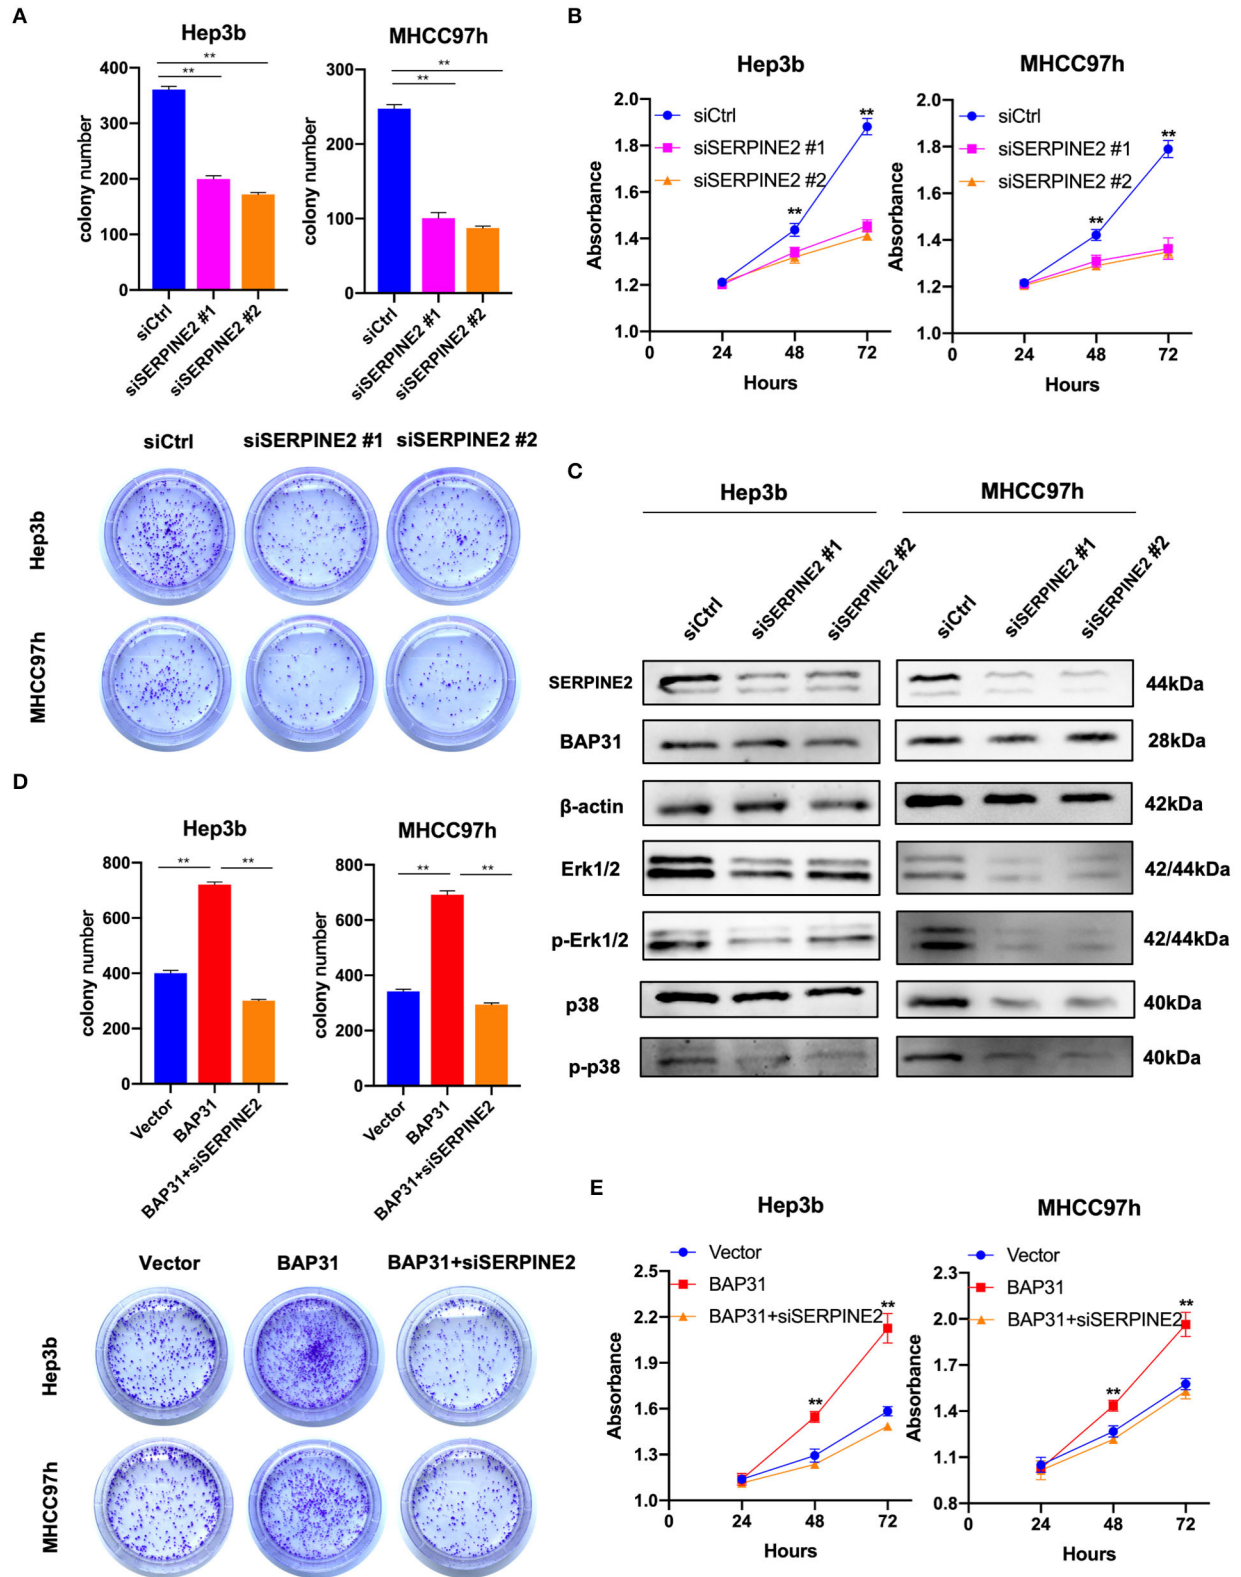 A
Hep3b
MHCC97h
**
**
**
**
colony number
400
300
200
100
0
colony number
300
200
100
0
siCtrl
siSERPINE2 #1
siSERPINE2 #2
siCtrl
siSERPINE2 #1
siSERPINE2 #2
siCtrl
siSERPINE2 #1
siSERPINE2 #2
Hep3b
MHCC97h
B
Hep3b
MHCC97h
Absorbance
2.0
1.8
1.6
1.4
1.2
1.0
siCtrl
siSERPINE2 #1
siSERPINE2 #2
**
**
0
24
48
72
Hours
Absorbance
2.0
1.8
1.6
1.4
1.2
1.0
siCtrl
siSERPINE2 #1
siSERPINE2 #2
**
**
0
24
48
72
Hours
C
Hep3b
MHCC97h
siCtrl
siSERPINE2 #1
siSERPINE2 #2
siCtrl
siSERPINE2 #1
siSERPINE2 #2
SERPINE2
44kDa
BAP31
28kDa
β-actin
42kDa
Erk1/2
42/44kDa
p-Erk1/2
42/44kDa
p38
40kDa
p-p38
40kDa
D
Hep3b
MHCC97h
**
**
**
**
colony number
800
600
400
200
0
colony number
800
600
400
200
0
Vector
BAP31
BAP31+siSERPINE2
Vector
BAP31
BAP31+siSERPINE2
Vector
BAP31
BAP31+siSERPINE2
Hep3b
MHCC97h
E
Hep3b
MHCC97h
Absorbance
2.5
2.2
1.9
1.6
1.3
1.0
Vector
BAP31
BAP31+siSERPINE2
**
**
0
24
48
72
Hours
Absorbance
2.3
2.0
1.7
1.4
1.1
0.8
Vector
BAP31
BAP31+siSERPINE2
**
**
0
24
48
72
Hours